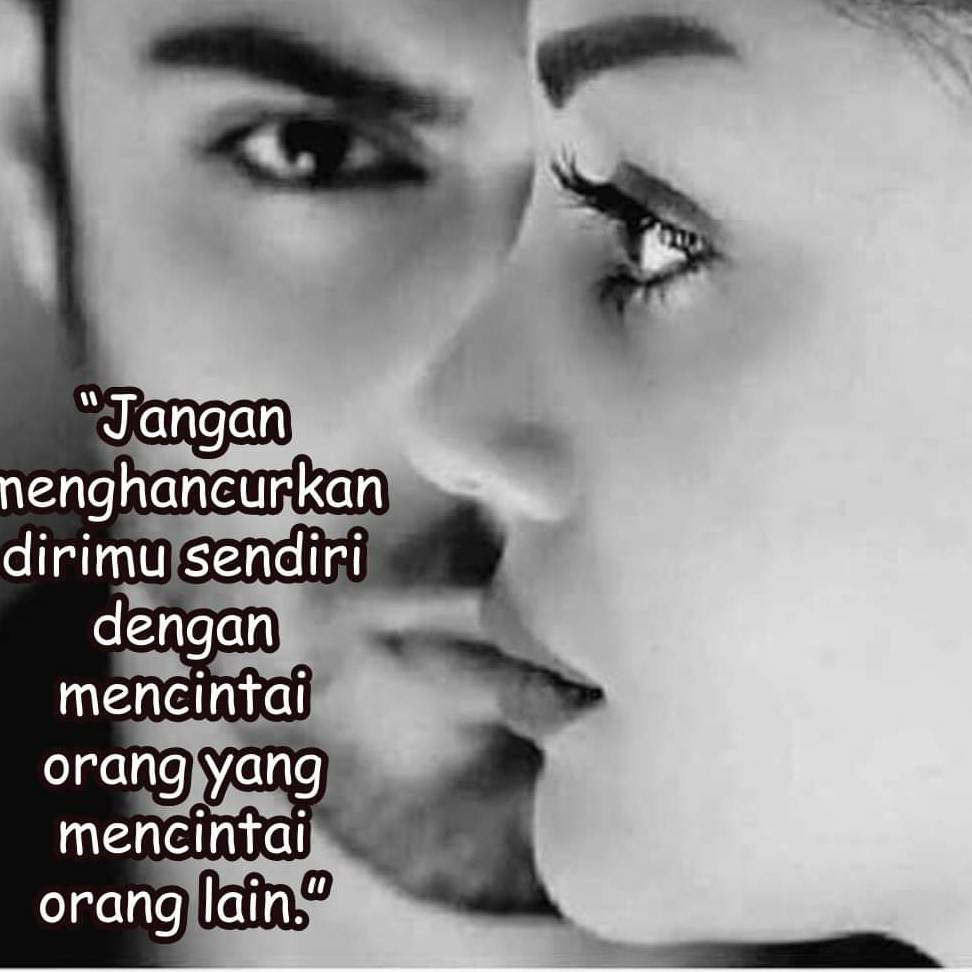 “Jangan
menghancurkan
dirimu sendiri
dengan
mencintai
orang yang
mencintai
orang lain.”